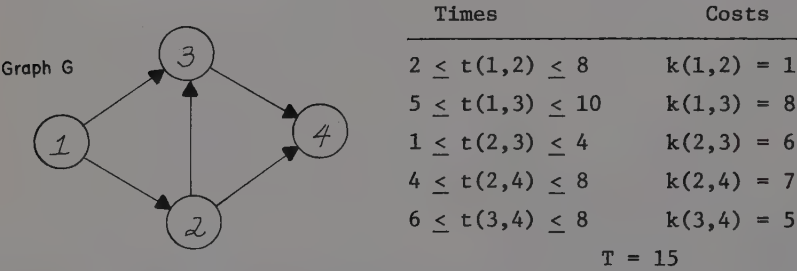 Graph G
1
2
3
4
Times Costs
2 ≤ t(1,2) ≤ 8 k(1,2) = 1
5 ≤ t(1,3) ≤ 10 k(1,3) = 8
1 ≤ t(2,3) ≤ 4 k(2,3) = 6
4 ≤ t(2,4) ≤ 8 k(2,4) = 7
6 ≤ t(3,4) ≤ 8 k(3,4) = 5
T = 15